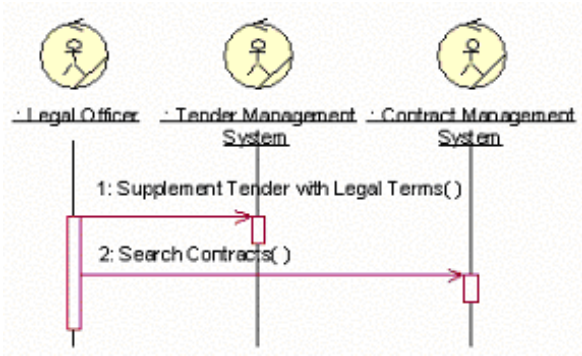 : Legal Officer
: Tender Management System
: Contract Management System
1: Supplement Tender with Legal Terms( )
2: Search Contracts( )